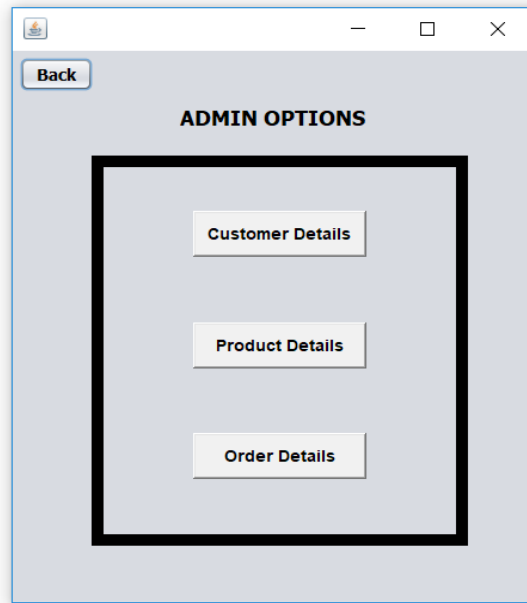 Back
ADMIN OPTIONS
Customer Details
Product Details
Order Details